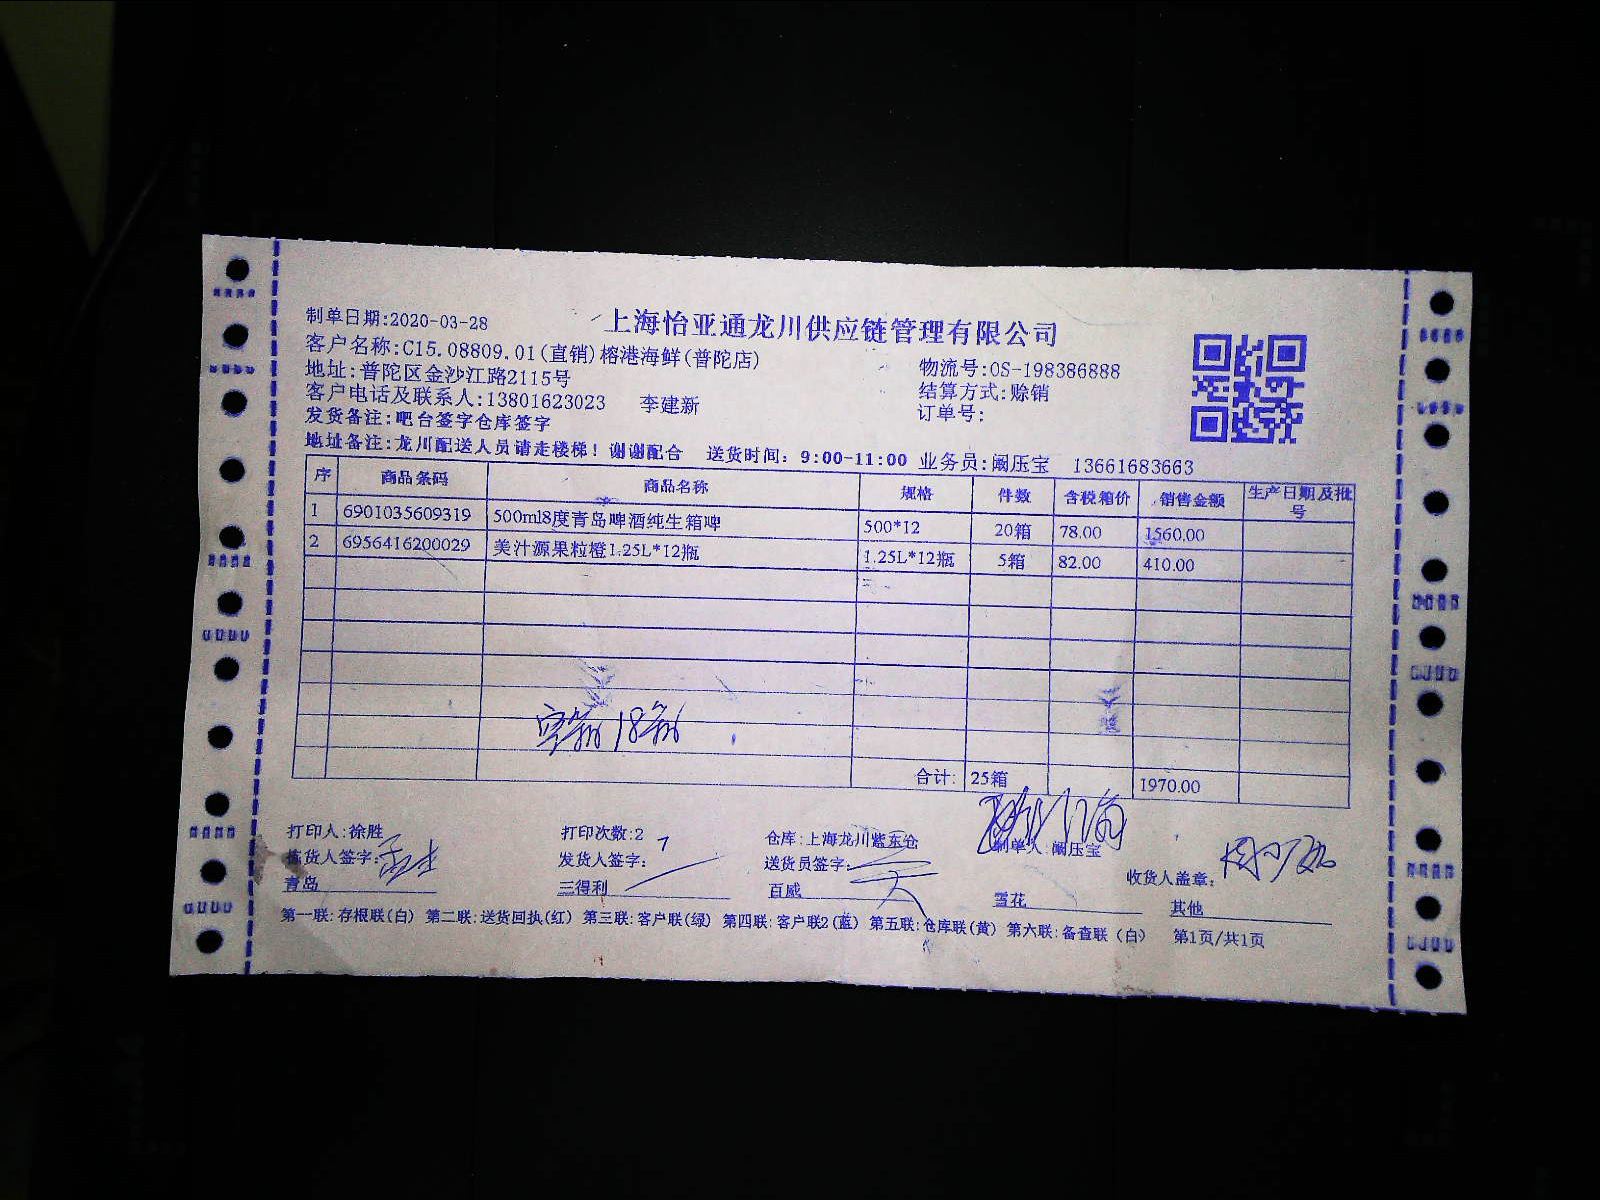 上海怡亚通龙川供应链管理有限公司
制单日期:2020-03-28
客户名称:C15.08809.01(直销)榕港海鲜(普陀店)
物流号:OS-198386888
地址:普陀区金沙江路2115号
结算方式:赊销
客户电话及联系人:13801623023 李建新
订单号:
发货备注:吧台签字仓库签字
地址备注:龙川配送人员请走楼梯！谢谢配合 送货时间：9:00-11:00 业务员:阚压宝 13661683663
序 商品条码 商品名称 规格 件数 含税箱价 销售金额 生产日期及批号
1 6901035609319 500ml8度青岛啤酒纯生箱啤 500*12 20箱 78.00 1560.00
2 6956416200029 美汁源果粒橙1.25L*12瓶 1.25L*12瓶 5箱 82.00 410.00
空瓶18瓶
合计: 25箱 1970.00
打印人:徐胜 打印次数:2 仓库:上海龙川紫东仓 制单人:阚压宝
拣货人签字: 发货人签字: 送货员签字: 收货人盖章:
青岛 三得利 百威 雪花 其他
第一联:存根联(白) 第二联:送货回执(红) 第三联:客户联(绿) 第四联:客户联2(蓝) 第五联:仓库联(黄) 第六联:备查联（白） 第1页/共1页